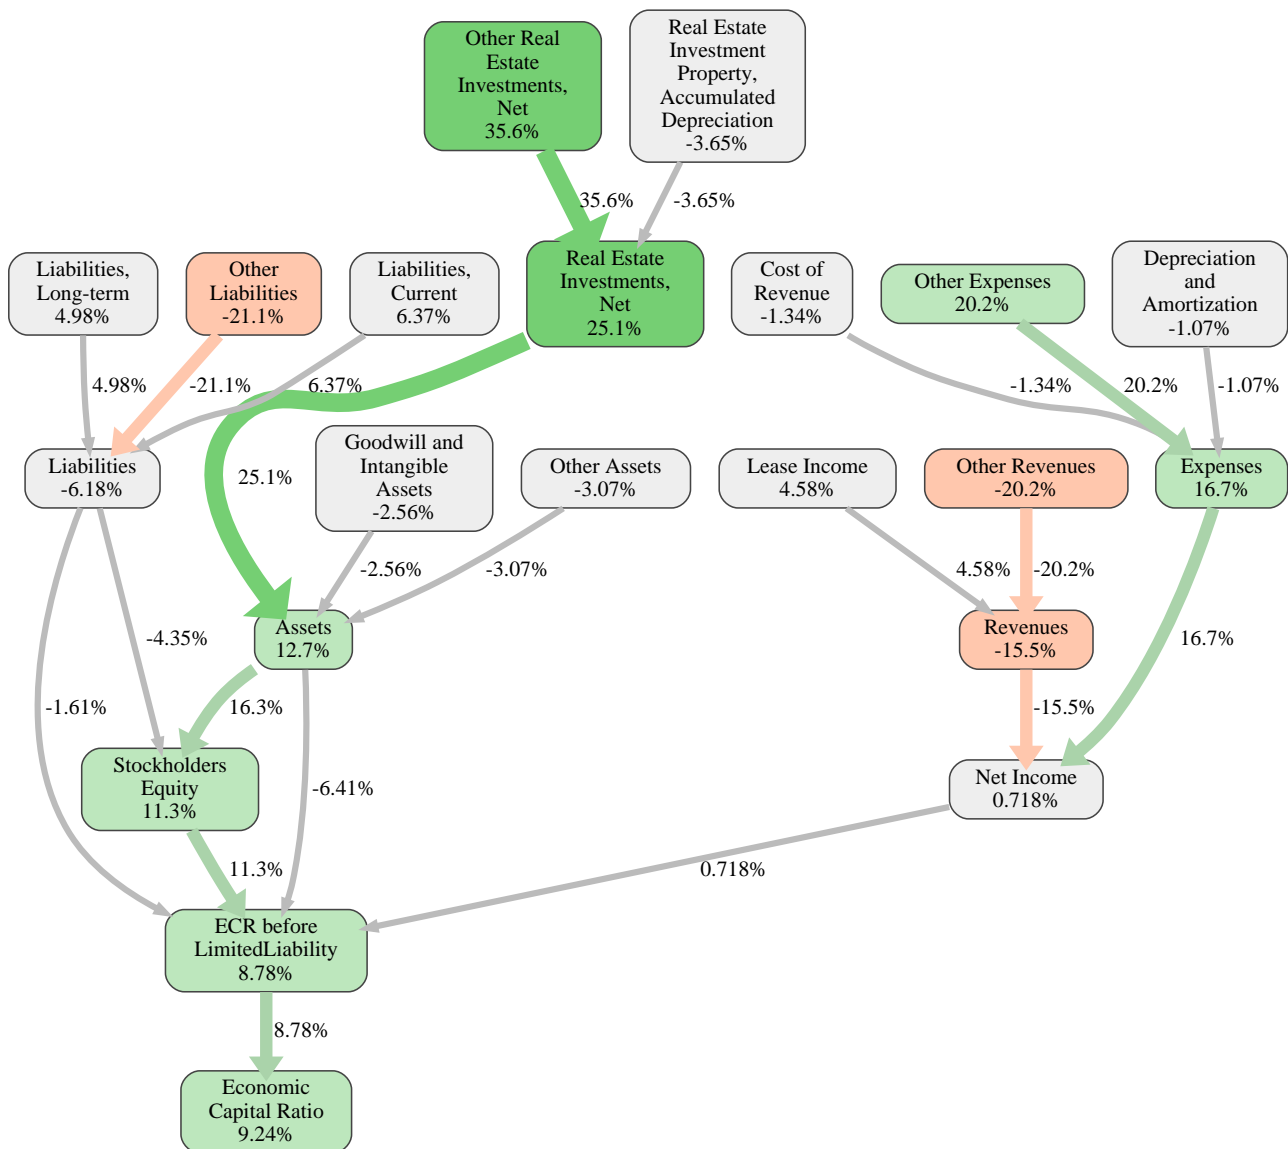 Other Real
Estate
Investments,
Net
35.6%
Real Estate
Investment
Property,
Accumulated
Depreciation
-3.65%
35.6%
-3.65%
Liabilities,
Long-term
4.98%
Other
Liabilities
-21.1%
Liabilities,
Current
6.37%
Real Estate
Investments,
Net
25.1%
Cost of
Revenue
-1.34%
Other Expenses
20.2%
Depreciation
and
Amortization
-1.07%
4.98%
-21.1%
6.37%
-1.34%
20.2%
-1.07%
Liabilities
-6.18%
25.1%
Goodwill and
Intangible
Assets
-2.56%
Other Assets
-3.07%
Lease Income
4.58%
Other Revenues
-20.2%
Expenses
16.7%
-2.56%
-3.07%
4.58%
-20.2%
Assets
12.7%
Revenues
-15.5%
-4.35%
16.7%
-1.61%
16.3%
-15.5%
Stockholders
Equity
11.3%
-6.41%
Net Income
0.718%
11.3%
0.718%
ECR before
LimitedLiability
8.78%
8.78%
Economic
Capital Ratio
9.24%